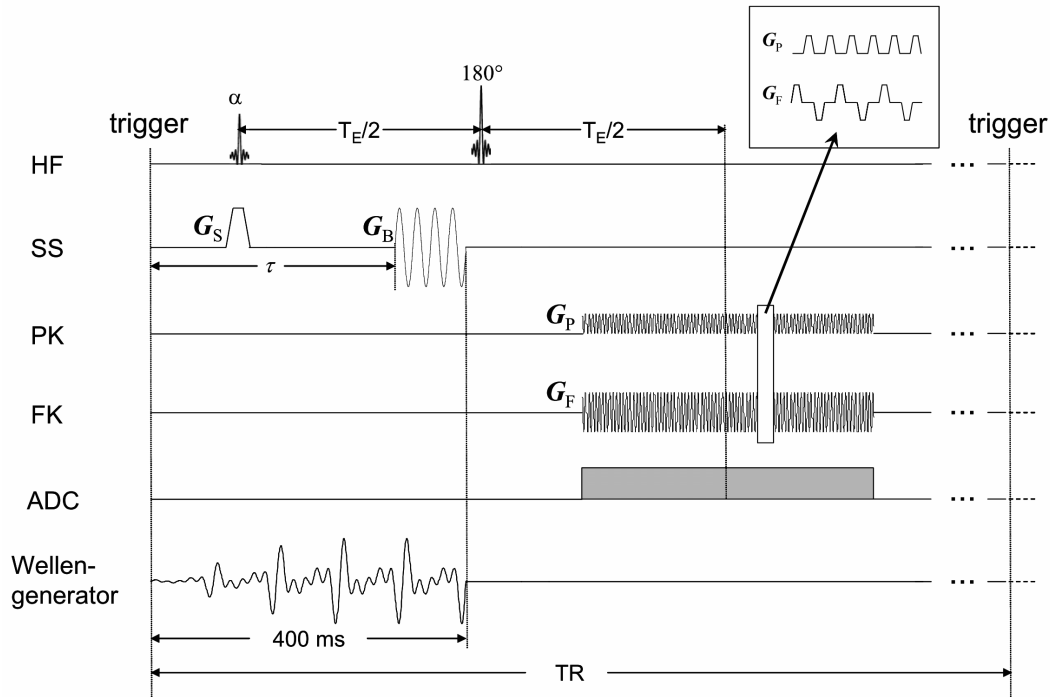 G_P
G_F
180°
α
trigger
T_E/2
T_E/2
trigger
HF
...
G_S
G_B
SS
...
τ
G_P
PK
...
G_F
FK
...
ADC
...
Wellen-
generator
...
400 ms
TR